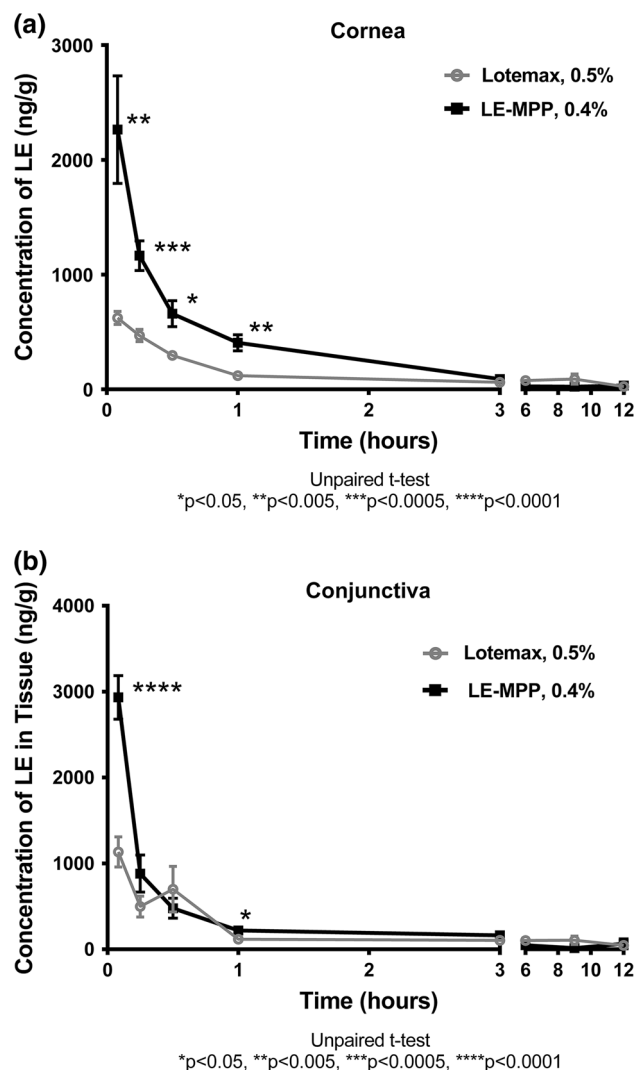 (a)
Cornea
Concentration of LE (ng/g)
3000
2000
1000
0
Lotemax, 0.5%
LE-MPP, 0.4%
**
***
*
**
0 1 2 3 6 8 10 12
Time (hours)
Unpaired t-test
*p<0.05, **p<0.005, ***p<0.0005, ****p<0.0001
(b)
Conjunctiva
Concentration of LE in Tissue (ng/g)
4000
3000
2000
1000
0
Lotemax, 0.5%
LE-MPP, 0.4%
****
*
0 1 2 3 6 8 10 12
Time (hours)
Unpaired t-test
*p<0.05, **p<0.005, ***p<0.0005, ****p<0.0001